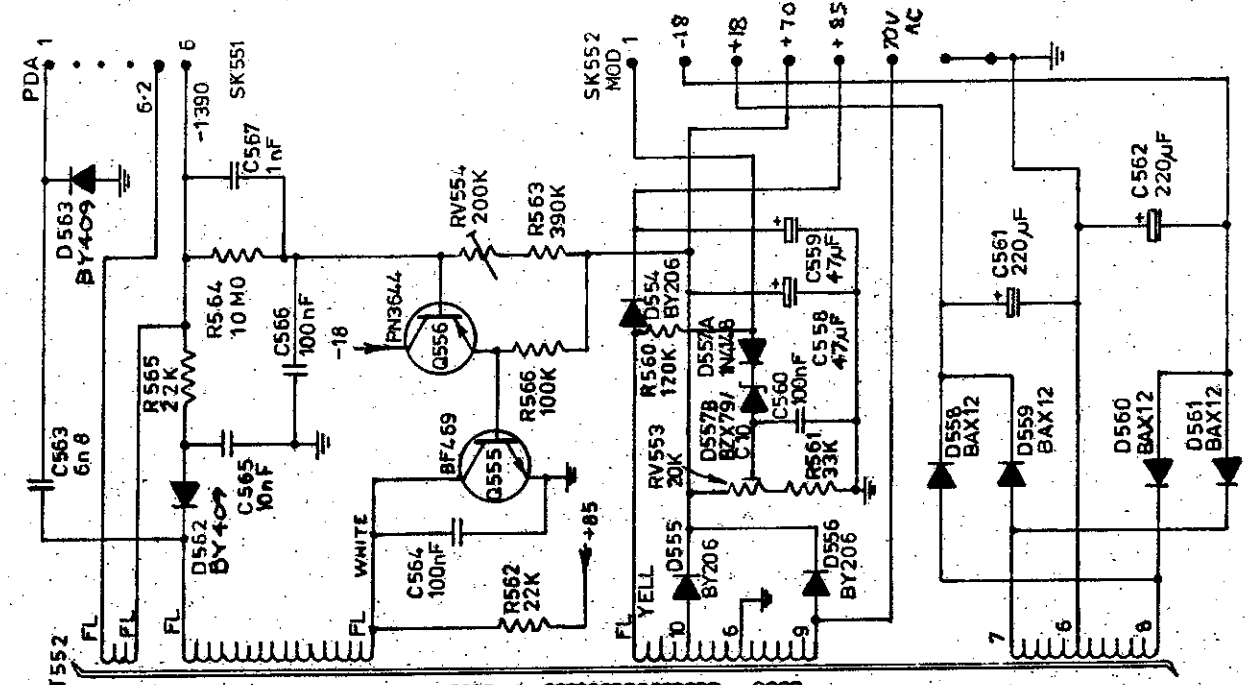 PDA 1
6·2
6
-1390
SK551
D563
BY409
C567
1nF
C563
6n8
R565
22K
R564
10M0
C566
100nF
RV554
200K
R563
390K
PN3644
-18
Q556
R566
100K
D562
BY409
C565
10nF
BF469
Q555
WHITE
C564
100nF
R562
22K
+85
FL
FL
FL
FL
T552
SK552
MOD 1
-18
+18
+70
+85
70V
AC
D554
BY206
R560
120K
D557A
1N4148
D557B
BZX79/
C10
C560
100nF
C559
47µF
C558
47µF
RV553
20K
R561
33K
D555
BY206
D556
BY206
FL
YELL
10
6
9
C561
220µF
C562
220µF
D558
BAX12
D559
BAX12
D560
BAX12
D561
BAX12
7
6
8
+
+
+
+